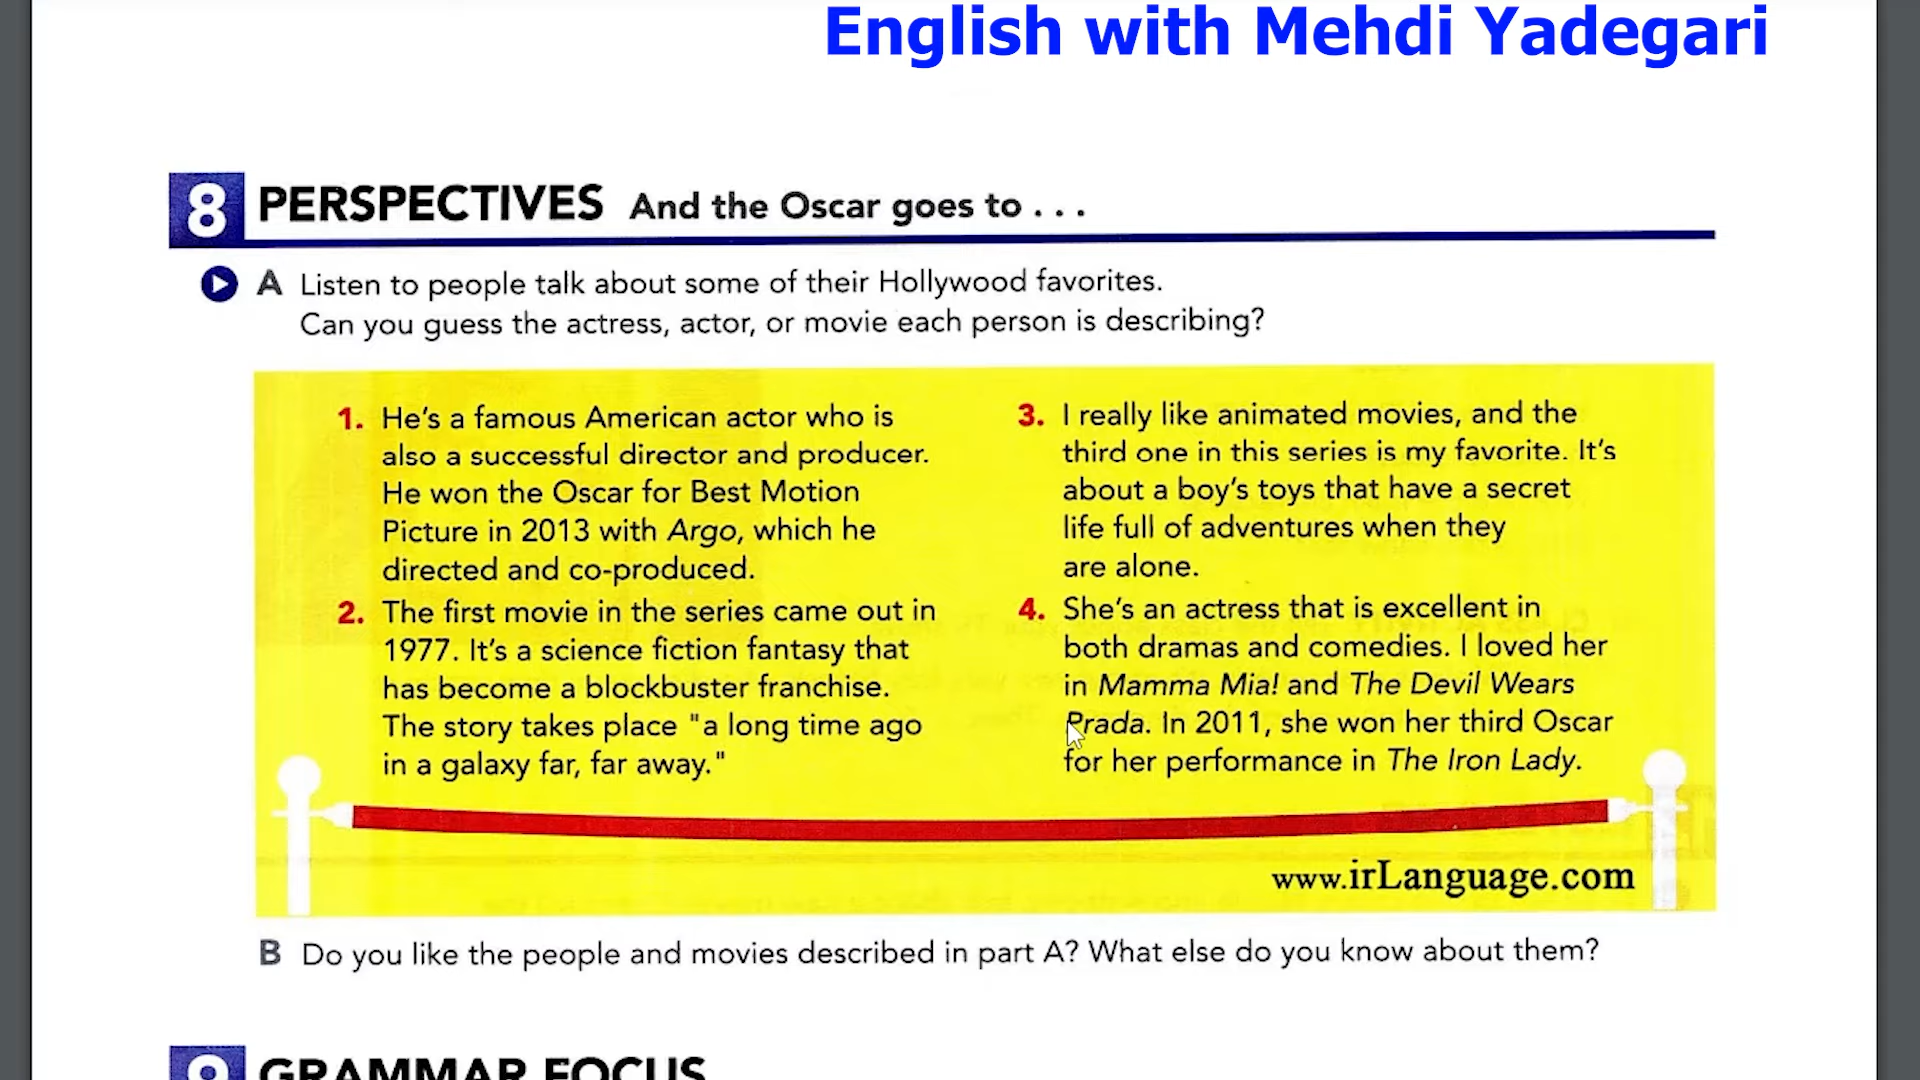 English with Mehdi Yadegari
8 PERSPECTIVES And the Oscar goes to . . .
A Listen to people talk about some of their Hollywood favorites.
Can you guess the actress, actor, or movie each person is describing?
1. He's a famous American actor who is
also a successful director and producer.
He won the Oscar for Best Motion
Picture in 2013 with Argo, which he
directed and co-produced.
2. The first movie in the series came out in
1977. It's a science fiction fantasy that
has become a blockbuster franchise.
The story takes place "a long time ago
in a galaxy far, far away."
3. I really like animated movies, and the
third one in this series is my favorite. It's
about a boy's toys that have a secret
life full of adventures when they
are alone.
4. She's an actress that is excellent in
both dramas and comedies. I loved her
in Mamma Mia! and The Devil Wears
Prada. In 2011, she won her third Oscar
for her performance in The Iron Lady.
www.irLanguage.com
B Do you like the people and movies described in part A? What else do you know about them?
9 GRAMMAR FOCUS